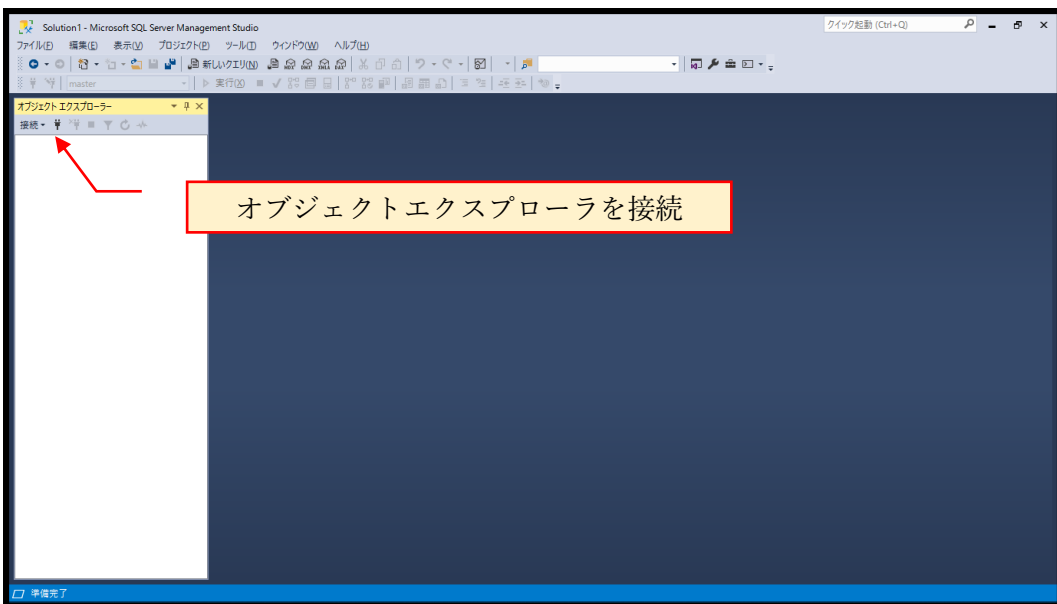 Solution1 - Microsoft SQL Server Management Studio
クイック起動 (Ctrl+Q)
ファイル(F) 編集(E) 表示(V) プロジェクト(P) ツール(T) ウィンドウ(W) ヘルプ(H)
新しいクエリ(N)
master
実行(X)
オブジェクト エクスプローラー
接続
オブジェクトエクスプローラを接続
準備完了